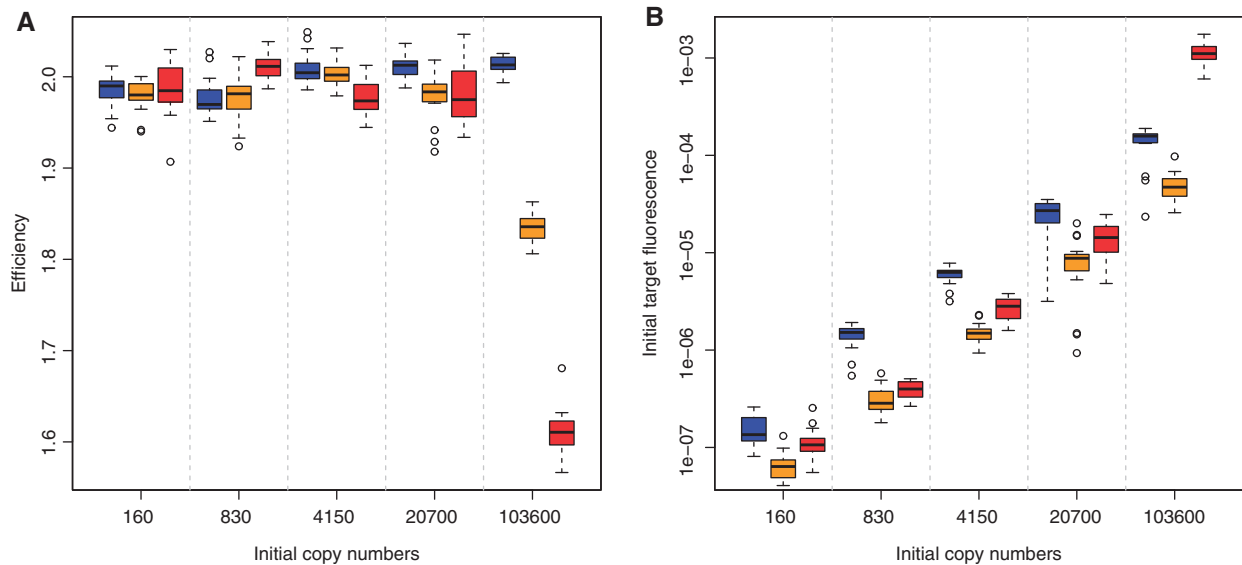 A
Efficiency
2.0
1.9
1.8
1.7
1.6
160 830 4150 20700 103600
Initial copy numbers
B
Initial target fluorescence
1e−03
1e−04
1e−05
1e−06
1e−07
160 830 4150 20700 103600
Initial copy numbers